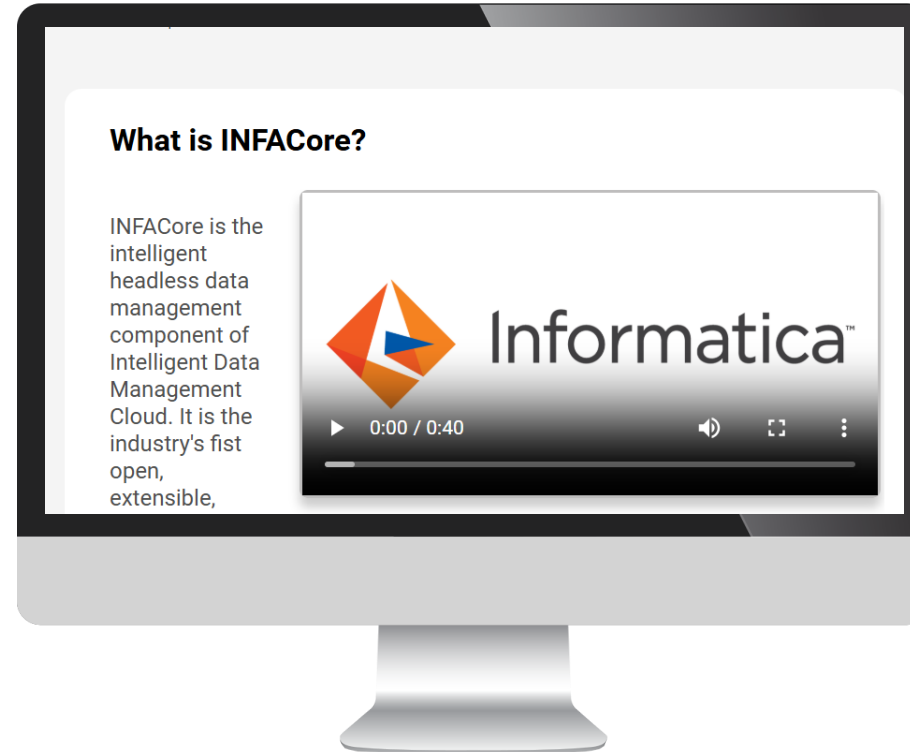 What is INFACore?
INFACore is the
intelligent
headless data
management
component of
Intelligent Data
Management
Cloud. It is the
industry's fist
open,
extensible,
Informatica™
0:00 / 0:40